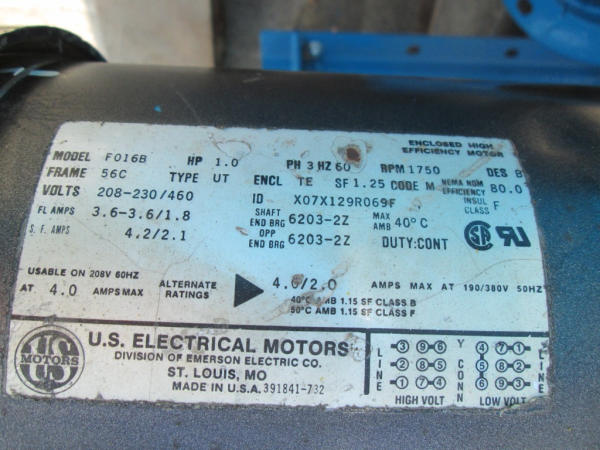 ENCLOSED HIGH
EFFICIENCY MOTOR
MODEL F016B HP 1.0 PH 3 HZ 60 RPM 1750 DES B
FRAME 56C TYPE UT ENCL TE SF 1.25 CODE M NEMA NOM EFFICIENCY 80.0
VOLTS 208-230/460 ID X07X129R069F INSUL CLASS F
FL AMPS 3.6-3.6/1.8 SHAFT END BRG 6203-2Z MAX AMB 40°C
S.F. AMPS 4.2/2.1 OPP END BRG 6203-2Z DUTY:CONT
USABLE ON 208V 60HZ
AT 4.0 AMPS MAX ALTERNATE RATINGS 4.0/2.0 AMPS MAX AT 190/380V 50HZ
40°C AMB 1.15 SF CLASS B
50°C AMB 1.15 SF CLASS F
US MOTORS
U.S. ELECTRICAL MOTORS
DIVISION OF EMERSON ELECTRIC CO.
ST. LOUIS, MO
MADE IN U.S.A. 391841-732
LINE 3 9 6 Y CONN 4 7 1 LINE
2 8 5 5 8 2
1 7 4 6 9 3
HIGH VOLT LOW VOLT